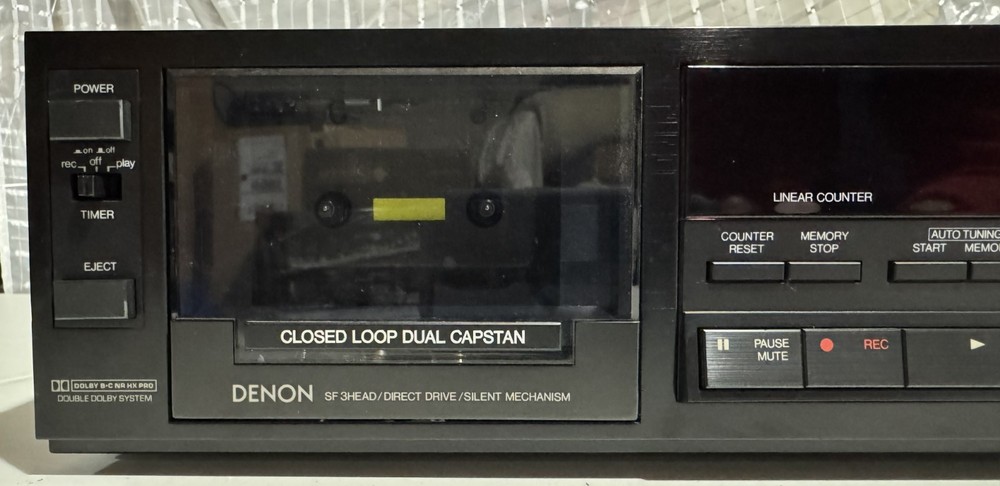 POWER
on off
rec off play
TIMER
EJECT
DOLBY B·C NR HX PRO
DOUBLE DOLBY SYSTEM
CLOSED LOOP DUAL CAPSTAN
DENON SF 3HEAD/DIRECT DRIVE/SILENT MECHANISM
LINEAR COUNTER
COUNTER RESET
MEMORY STOP
AUTO TUNING
START MEMO
PAUSE
MUTE
REC